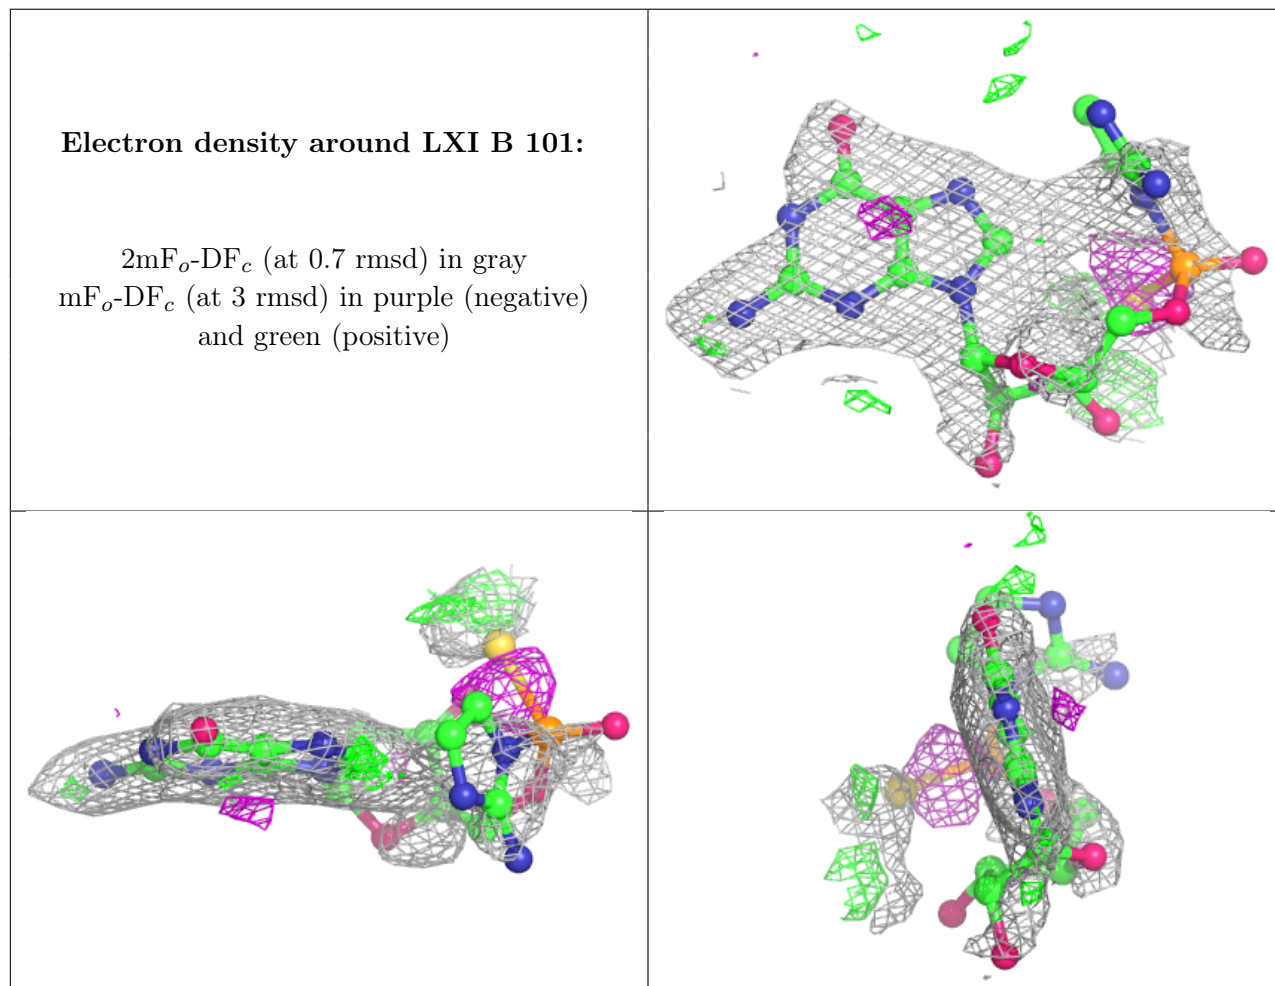 Electron density around LXI B 101:
2mFo-DFc (at 0.7 rmsd) in gray
mFo-DFc (at 3 rmsd) in purple (negative)
and green (positive)